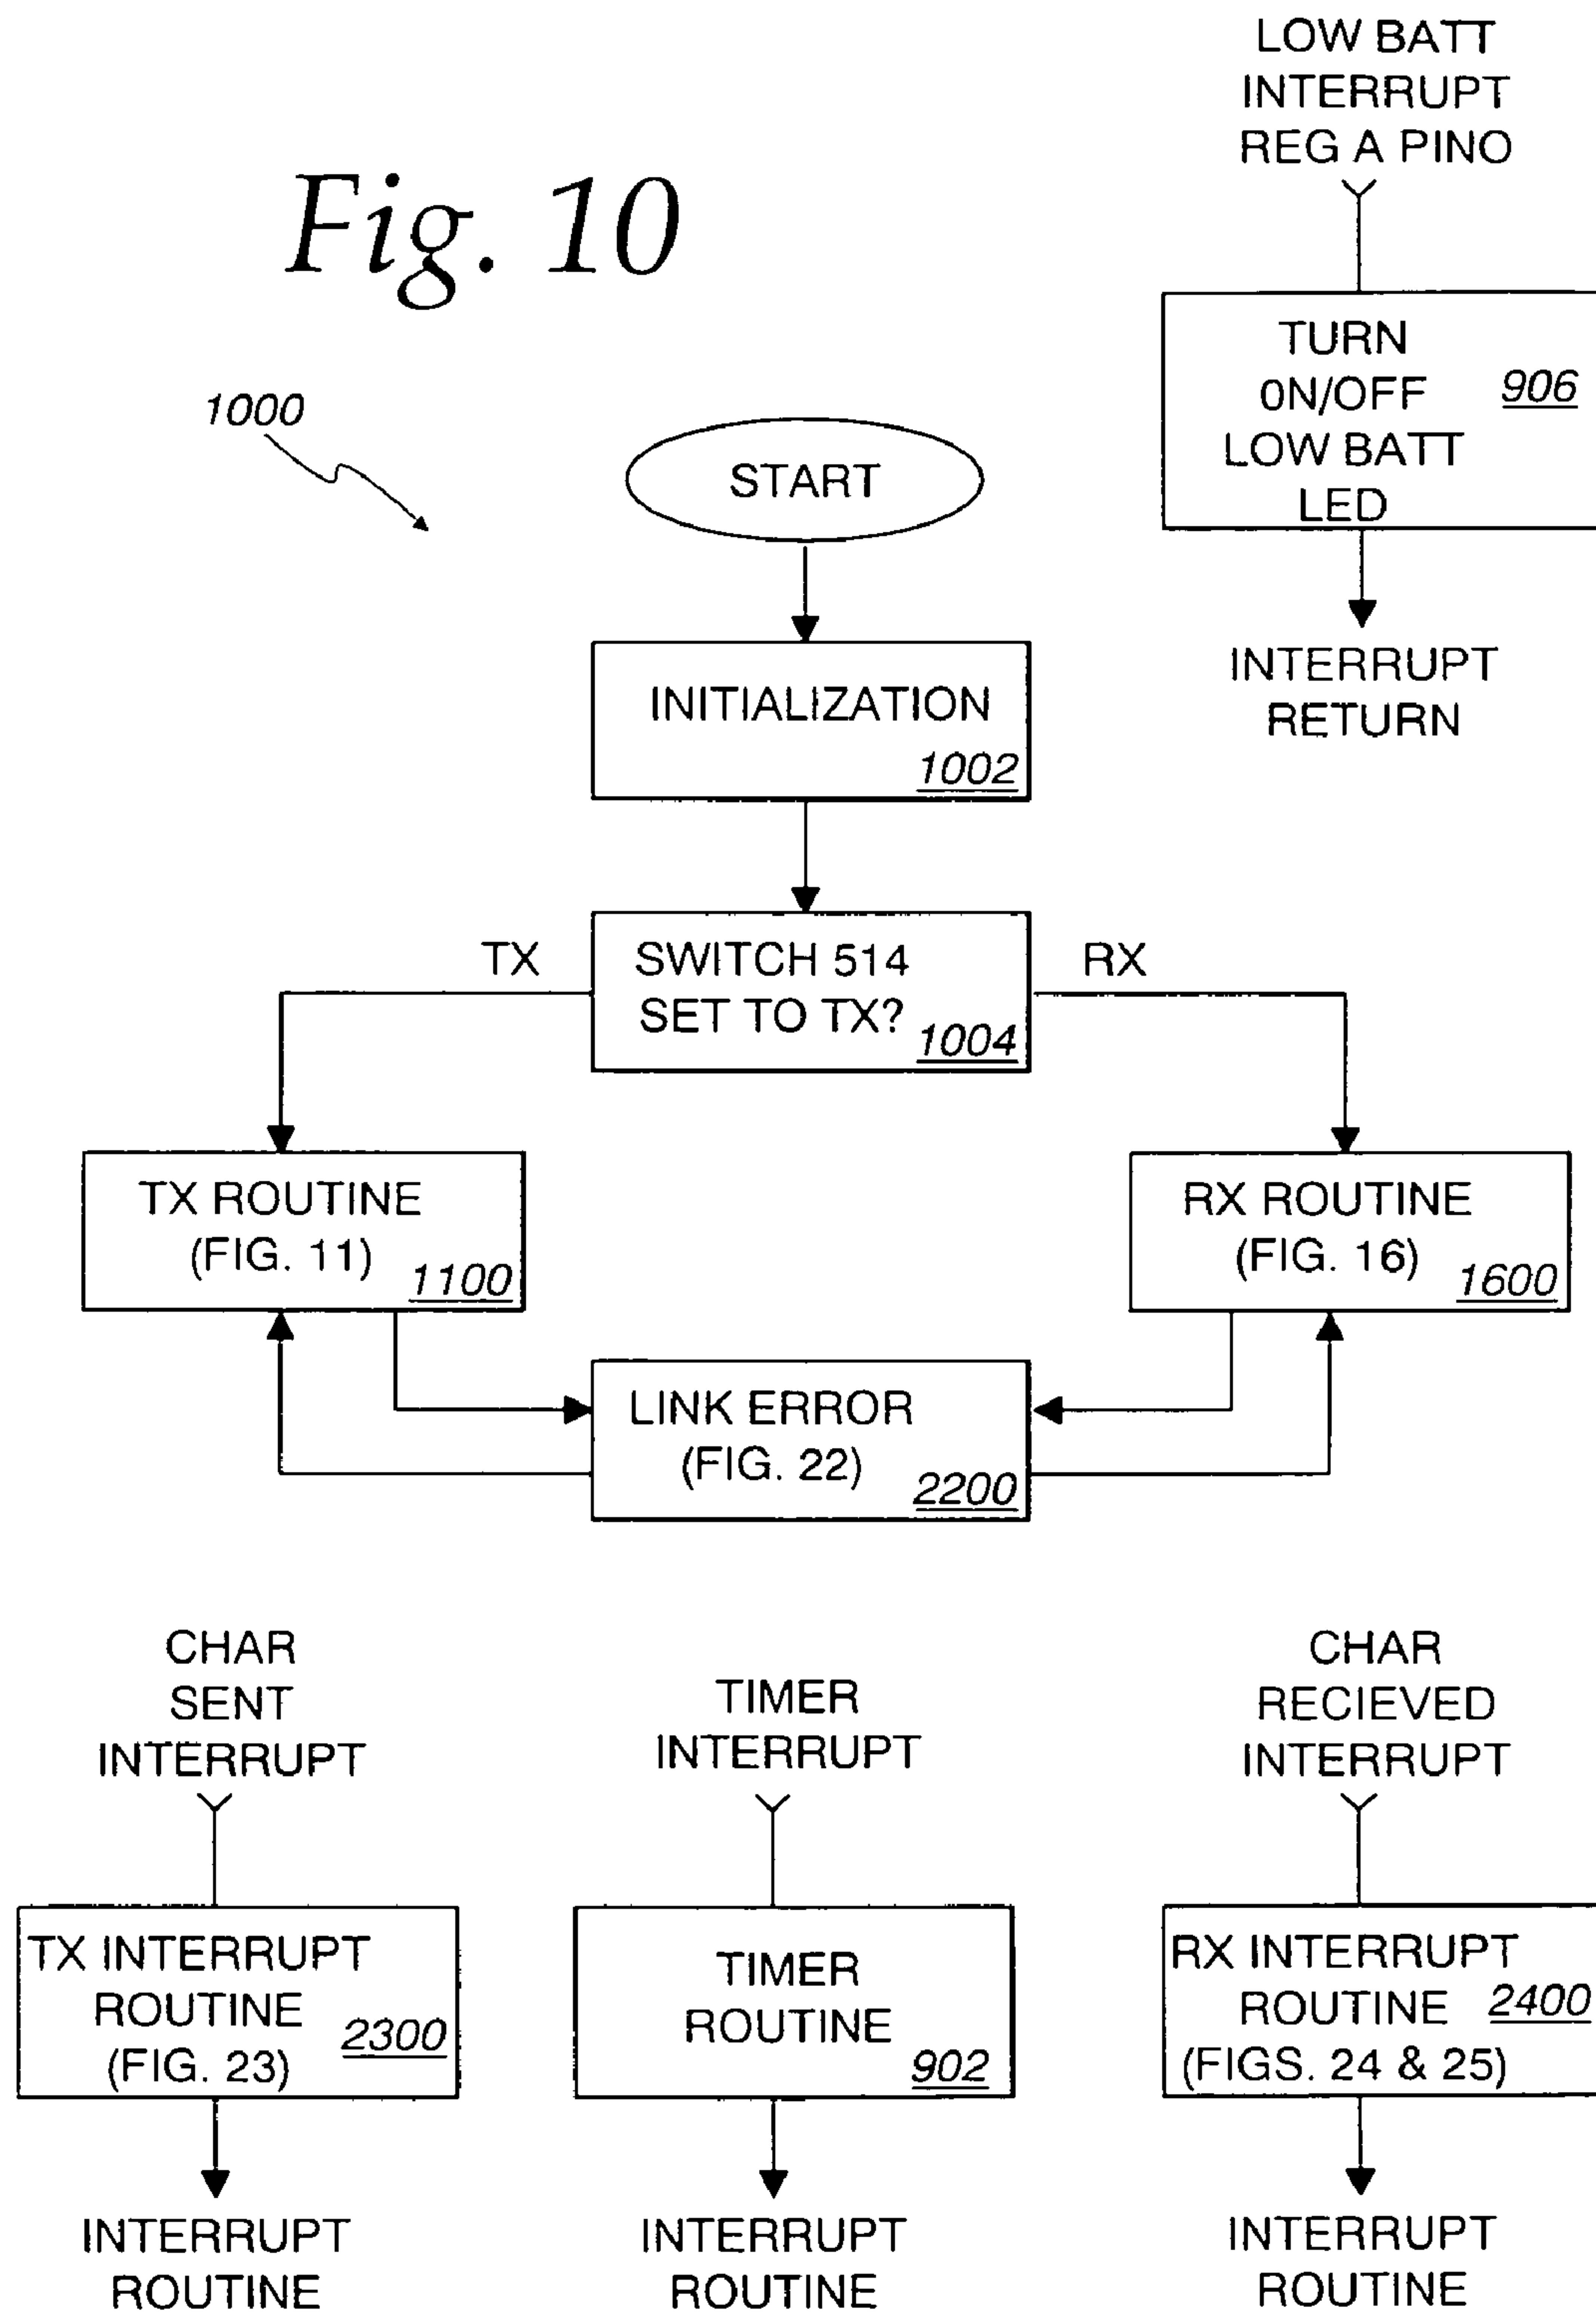 Fig. 10
LOW BATT
INTERRUPT
REG A PINO
TURN
ON/OFF
LOW BATT
LED
906
INTERRUPT
RETURN
1000
START
INITIALIZATION
1002
SWITCH 514
SET TO TX?
1004
TX
RX
TX ROUTINE
(FIG. 11)
1100
RX ROUTINE
(FIG. 16)
1600
LINK ERROR
(FIG. 22)
2200
CHAR
SENT
INTERRUPT
TX INTERRUPT
ROUTINE
(FIG. 23)
2300
INTERRUPT
ROUTINE
TIMER
INTERRUPT
TIMER
ROUTINE
902
INTERRUPT
ROUTINE
CHAR
RECIEVED
INTERRUPT
RX INTERRUPT
ROUTINE 2400
(FIGS. 24 & 25)
INTERRUPT
ROUTINE